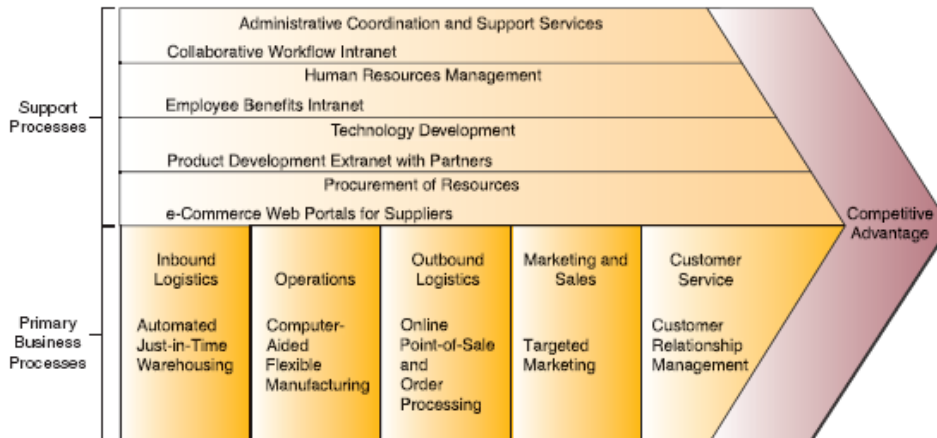 Support
Processes
Administrative Coordination and Support Services
Collaborative Workflow Intranet
Human Resources Management
Employee Benefits Intranet
Technology Development
Product Development Extranet with Partners
Procurement of Resources
e-Commerce Web Portals for Suppliers
Competitive
Advantage
Primary
Business
Processes
Inbound
Logistics
Automated
Just-in-Time
Warehousing
Operations
Computer-
Aided
Flexible
Manufacturing
Outbound
Logistics
Online
Point-of-Sale
and
Order
Processing
Marketing and
Sales
Targeted
Marketing
Customer
Service
Customer
Relationship
Management